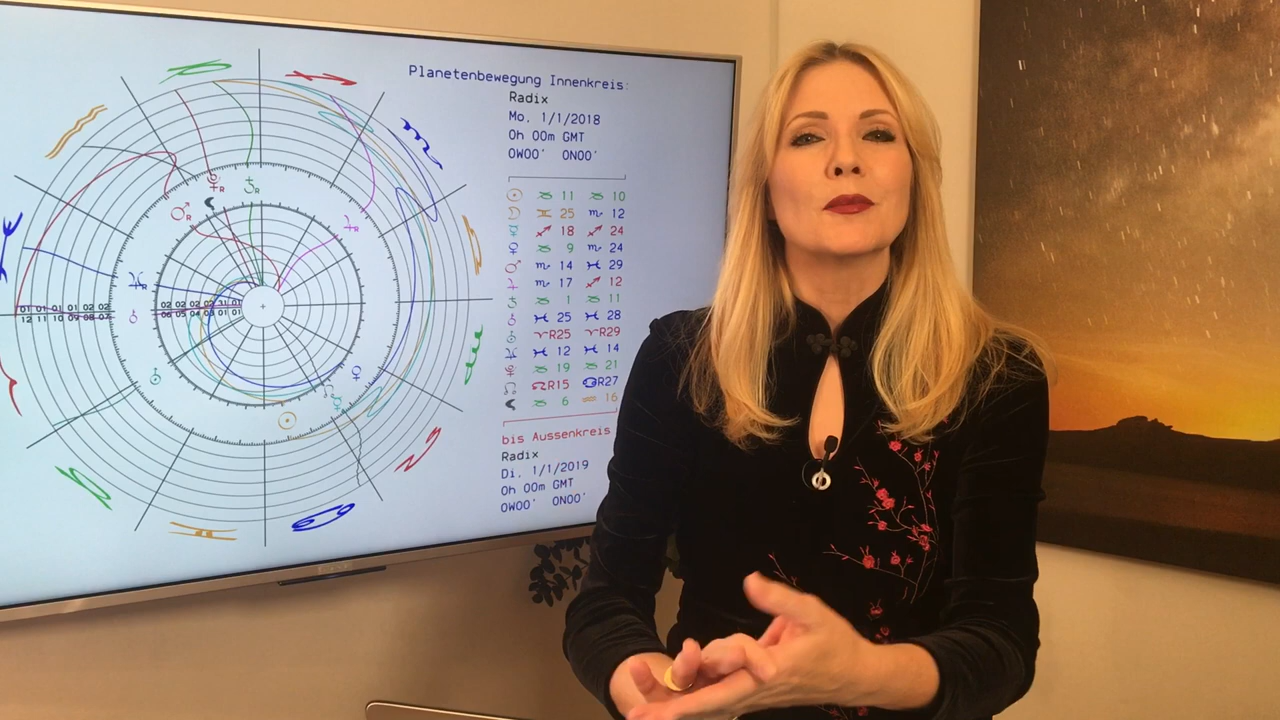 Planetenbewegung Innenkreis:
Radix
Mo, 1/1/2018
0h 00m GMT
0W00' 0N00'
☉ ♑ 11 ♑ 10
☽ ♊ 25 ♏ 12
☿ ♐ 18 ♐ 24
♀ ♑ 9 ♏ 24
♂ ♏ 14 ♓ 29
♃ ♏ 17 ♐ 12
♄ ♑ 1 ♑ 11
⚷ ♓ 25 ♓ 28
♅ ♈R25 ♈R29
♆ ♓ 12 ♓ 14
♇ ♑ 19 ♑ 21
☊ ♌R15 ♋R27
⚸ ♑ 6 ♒ 16
bis Aussenkreis
Radix
Di, 1/1/2019
0h 00m GMT
0W00' 0N00'